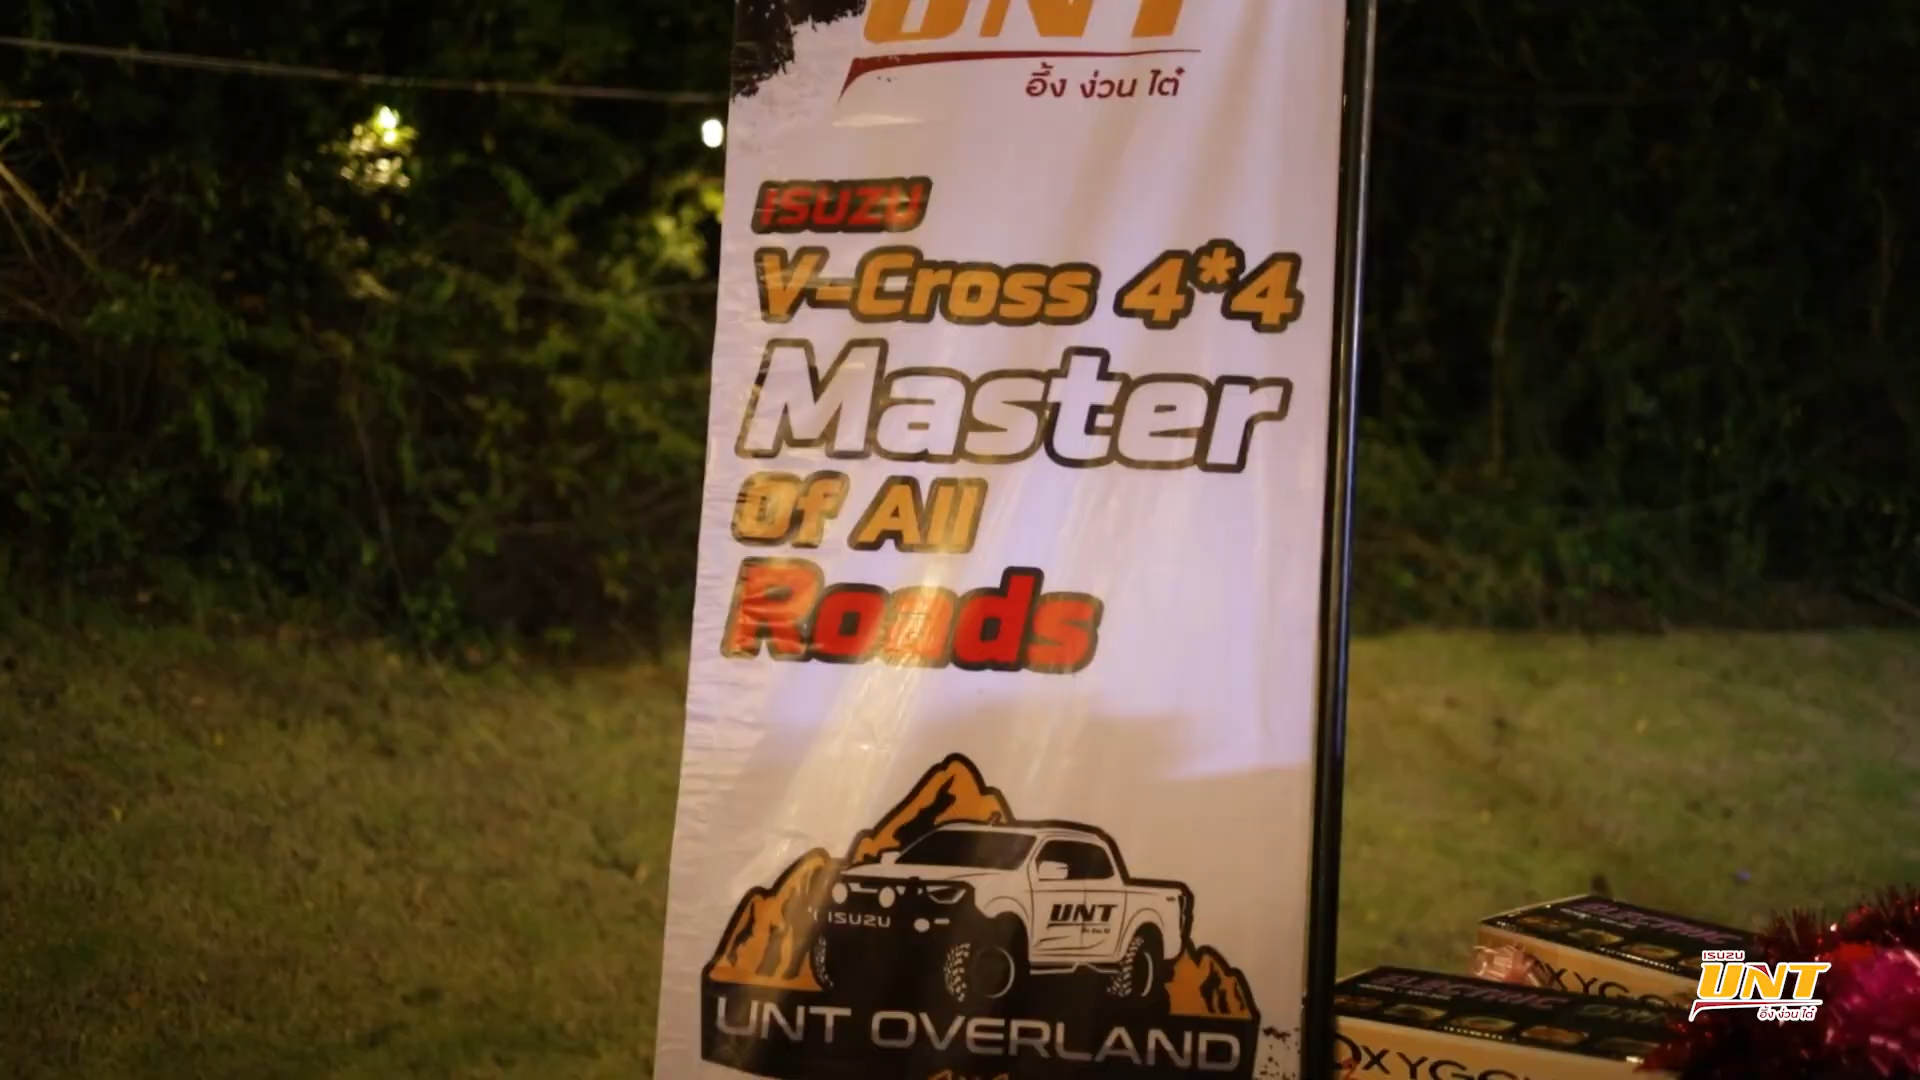 UNT
อึ้ง ง่วน ไต๋
ISUZU
V-Cross 4*4
Master
Of All
Roads
ISUZU
UNT
UNT OVERLAND
ELECTRIC
ELECTRIC
ISUZU
UNT
อึ้ง ง่วน ไต๋